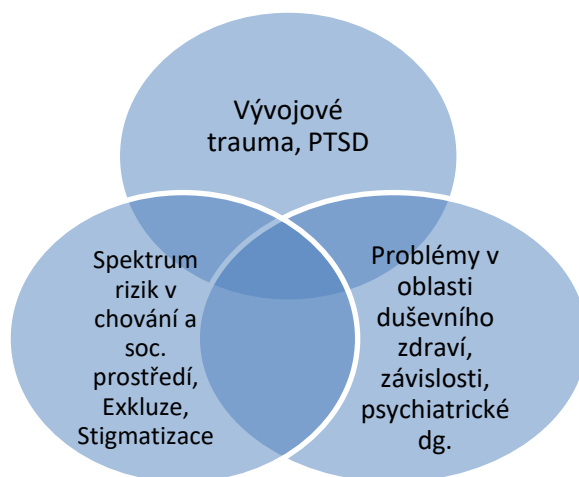 Vývojové
trauma, PTSD
Spektrum
rizik v
chování a
soc.
prostředí,
Exkluze,
Stigmatizace
Problémy v
oblasti
duševního
zdraví,
závislosti,
psychiatrické
dg.